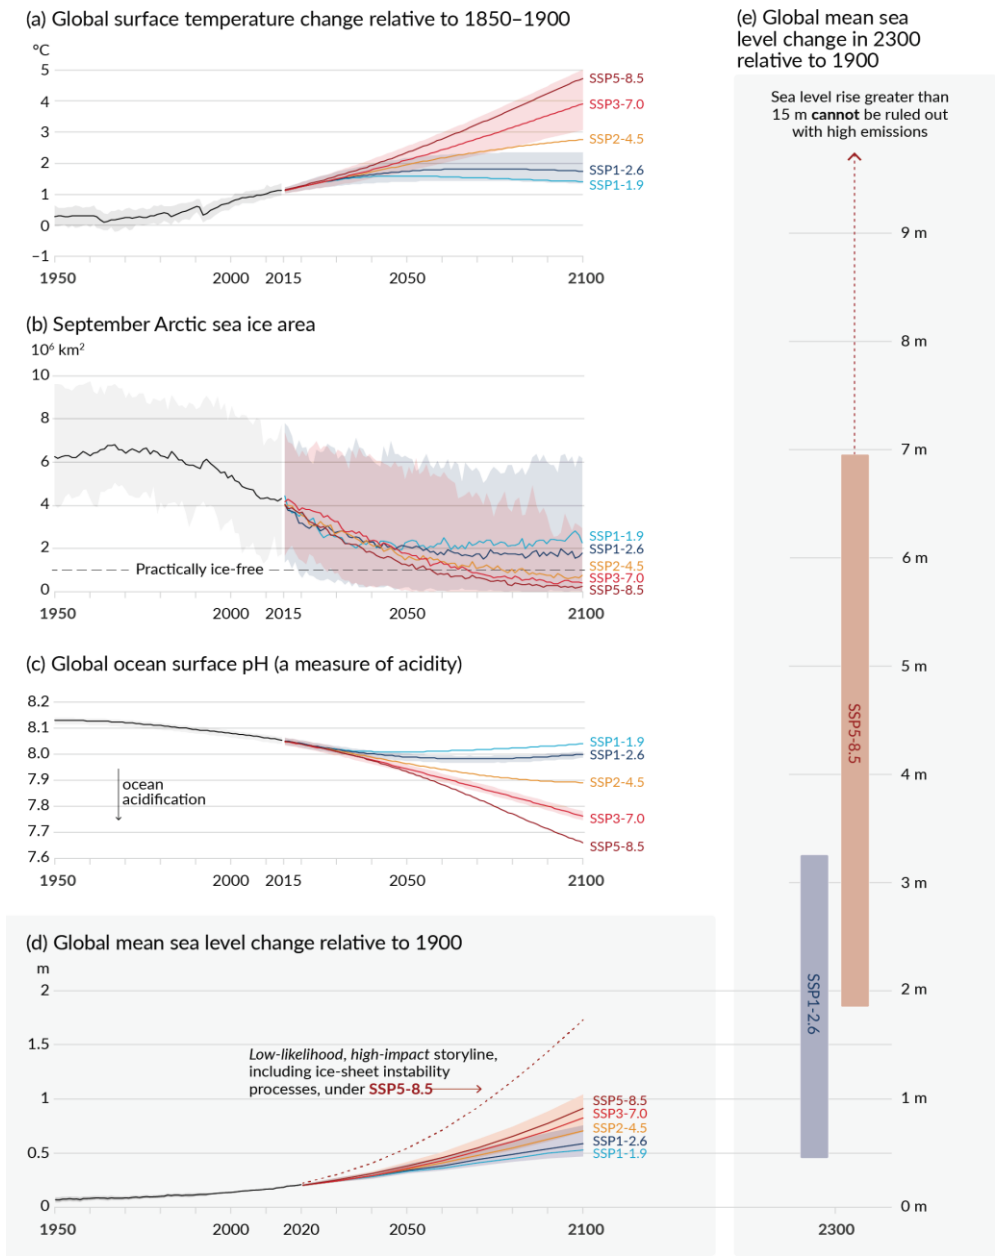 (a) Global surface temperature change relative to 1850–1900
°C
5
4
3
2
1
0
−1
SSP5-8.5
SSP3-7.0
SSP2-4.5
SSP1-2.6
SSP1-1.9
1950
2000
2015
2050
2100
(b) September Arctic sea ice area
10⁶ km²
10
8
6
4
2
0
Practically ice-free
SSP1-1.9
SSP1-2.6
SSP2-4.5
SSP3-7.0
SSP5-8.5
1950
2000
2015
2050
2100
(c) Global ocean surface pH (a measure of acidity)
8.2
8.1
8.0
7.9
7.8
7.7
7.6
ocean
acidification
SSP1-1.9
SSP1-2.6
SSP2-4.5
SSP3-7.0
SSP5-8.5
1950
2000
2015
2050
2100
(d) Global mean sea level change relative to 1900
m
2
1.5
1
0.5
0
Low-likelihood, high-impact storyline,
including ice-sheet instability
processes, under SSP5-8.5
SSP5-8.5
SSP3-7.0
SSP2-4.5
SSP1-2.6
SSP1-1.9
1950
2000
2020
2050
2100
(e) Global mean sea
level change in 2300
relative to 1900
Sea level rise greater than
15 m cannot be ruled out
with high emissions
9 m
8 m
7 m
6 m
5 m
4 m
3 m
2 m
1 m
0 m
SSP5-8.5
SSP1-2.6
2300